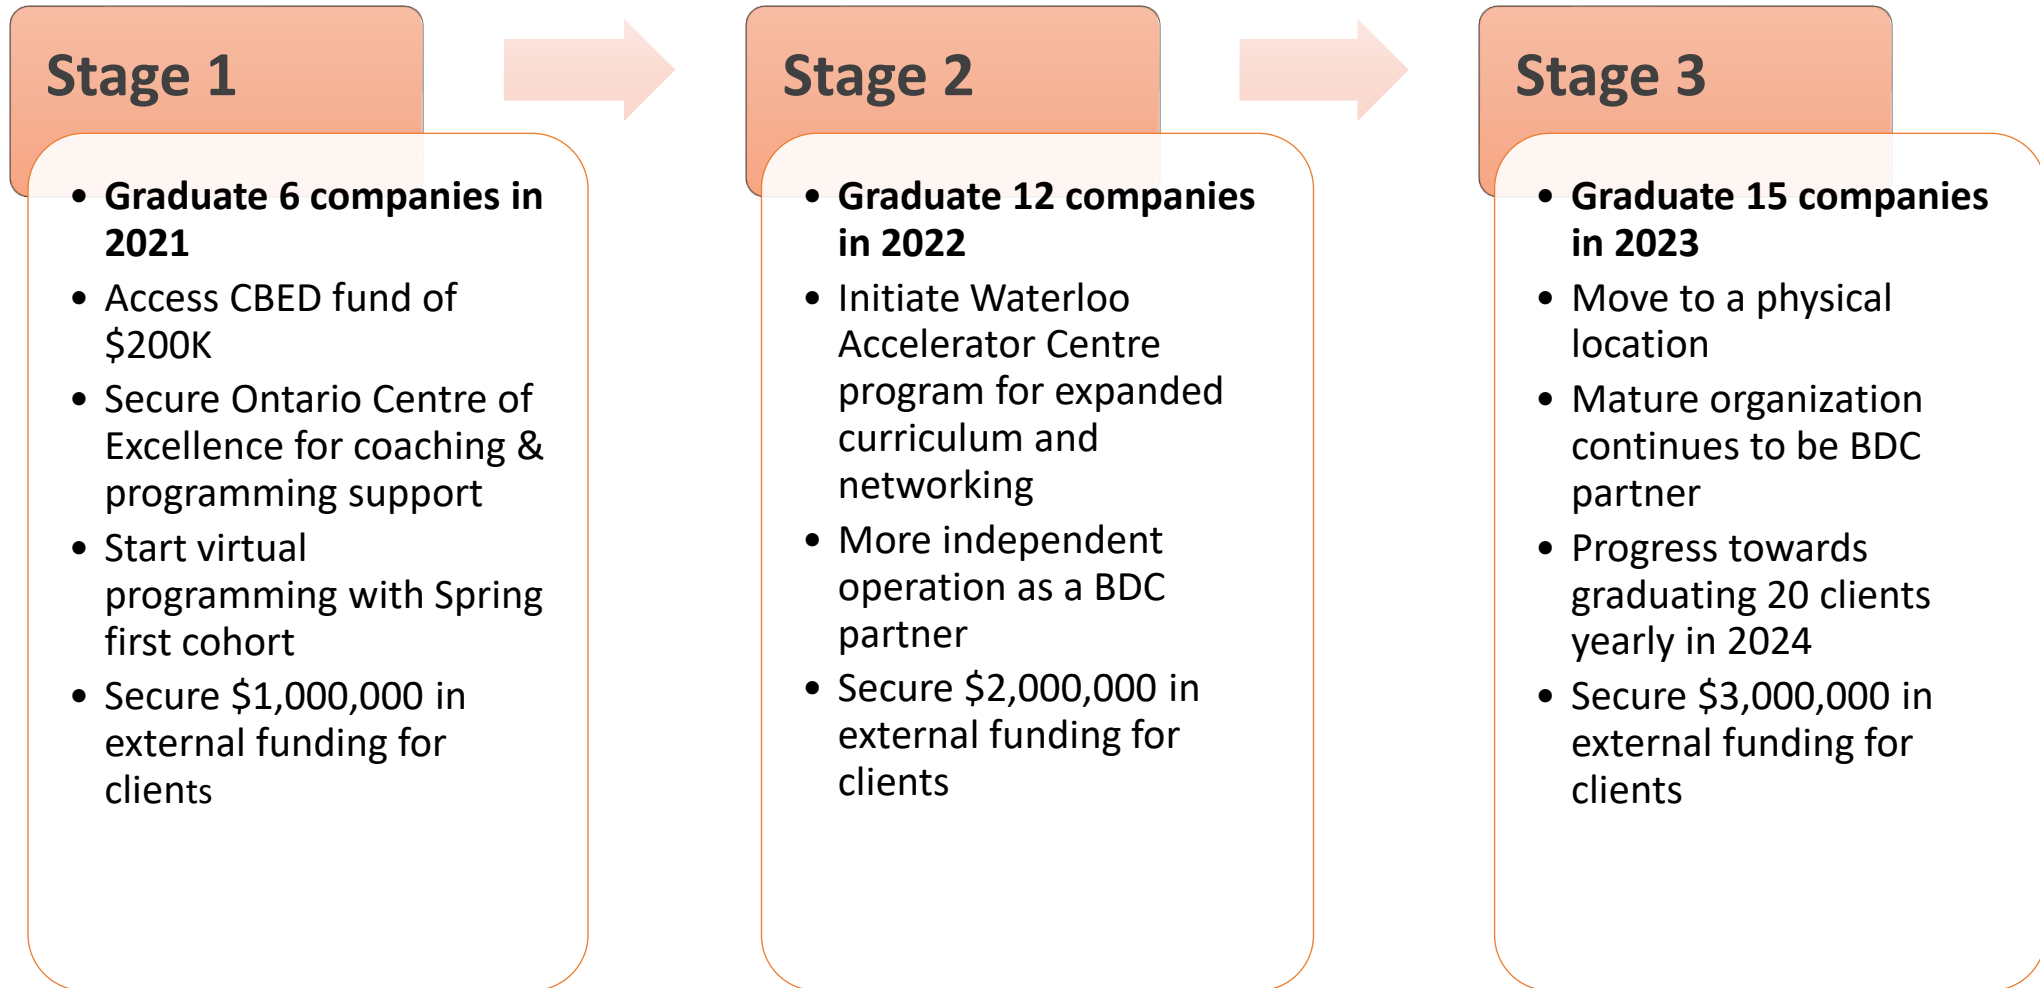 Stage 1
• Graduate 6 companies in
2021
• Access CBED fund of
$200K
• Secure Ontario Centre of
Excellence for coaching &
programming support
• Start virtual
programming with Spring
first cohort
• Secure $1,000,000 in
external funding for
clients
Stage 2
• Graduate 12 companies
in 2022
• Initiate Waterloo
Accelerator Centre
program for expanded
curriculum and
networking
• More independent
operation as a BDC
partner
• Secure $2,000,000 in
external funding for
clients
Stage 3
• Graduate 15 companies
in 2023
• Move to a physical
location
• Mature organization
continues to be BDC
partner
• Progress towards
graduating 20 clients
yearly in 2024
• Secure $3,000,000 in
external funding for
clients